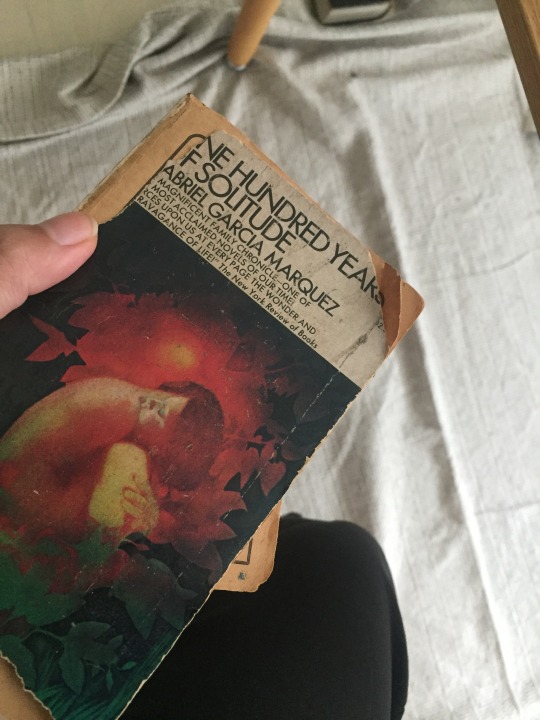 NE HUNDRED YEARS
F SOLITUDE
ABRIEL GARCIA MARQUEZ
MAGNIFICENT FAMILY CHRONICLE—ONE OF
MOST ACCLAIMED NOVELS OF OUR TIME!
RCES UPON US AT EVERY PAGE THE WONDER AND
RAVAGANCE OF LIFE!" The New York Review of Books